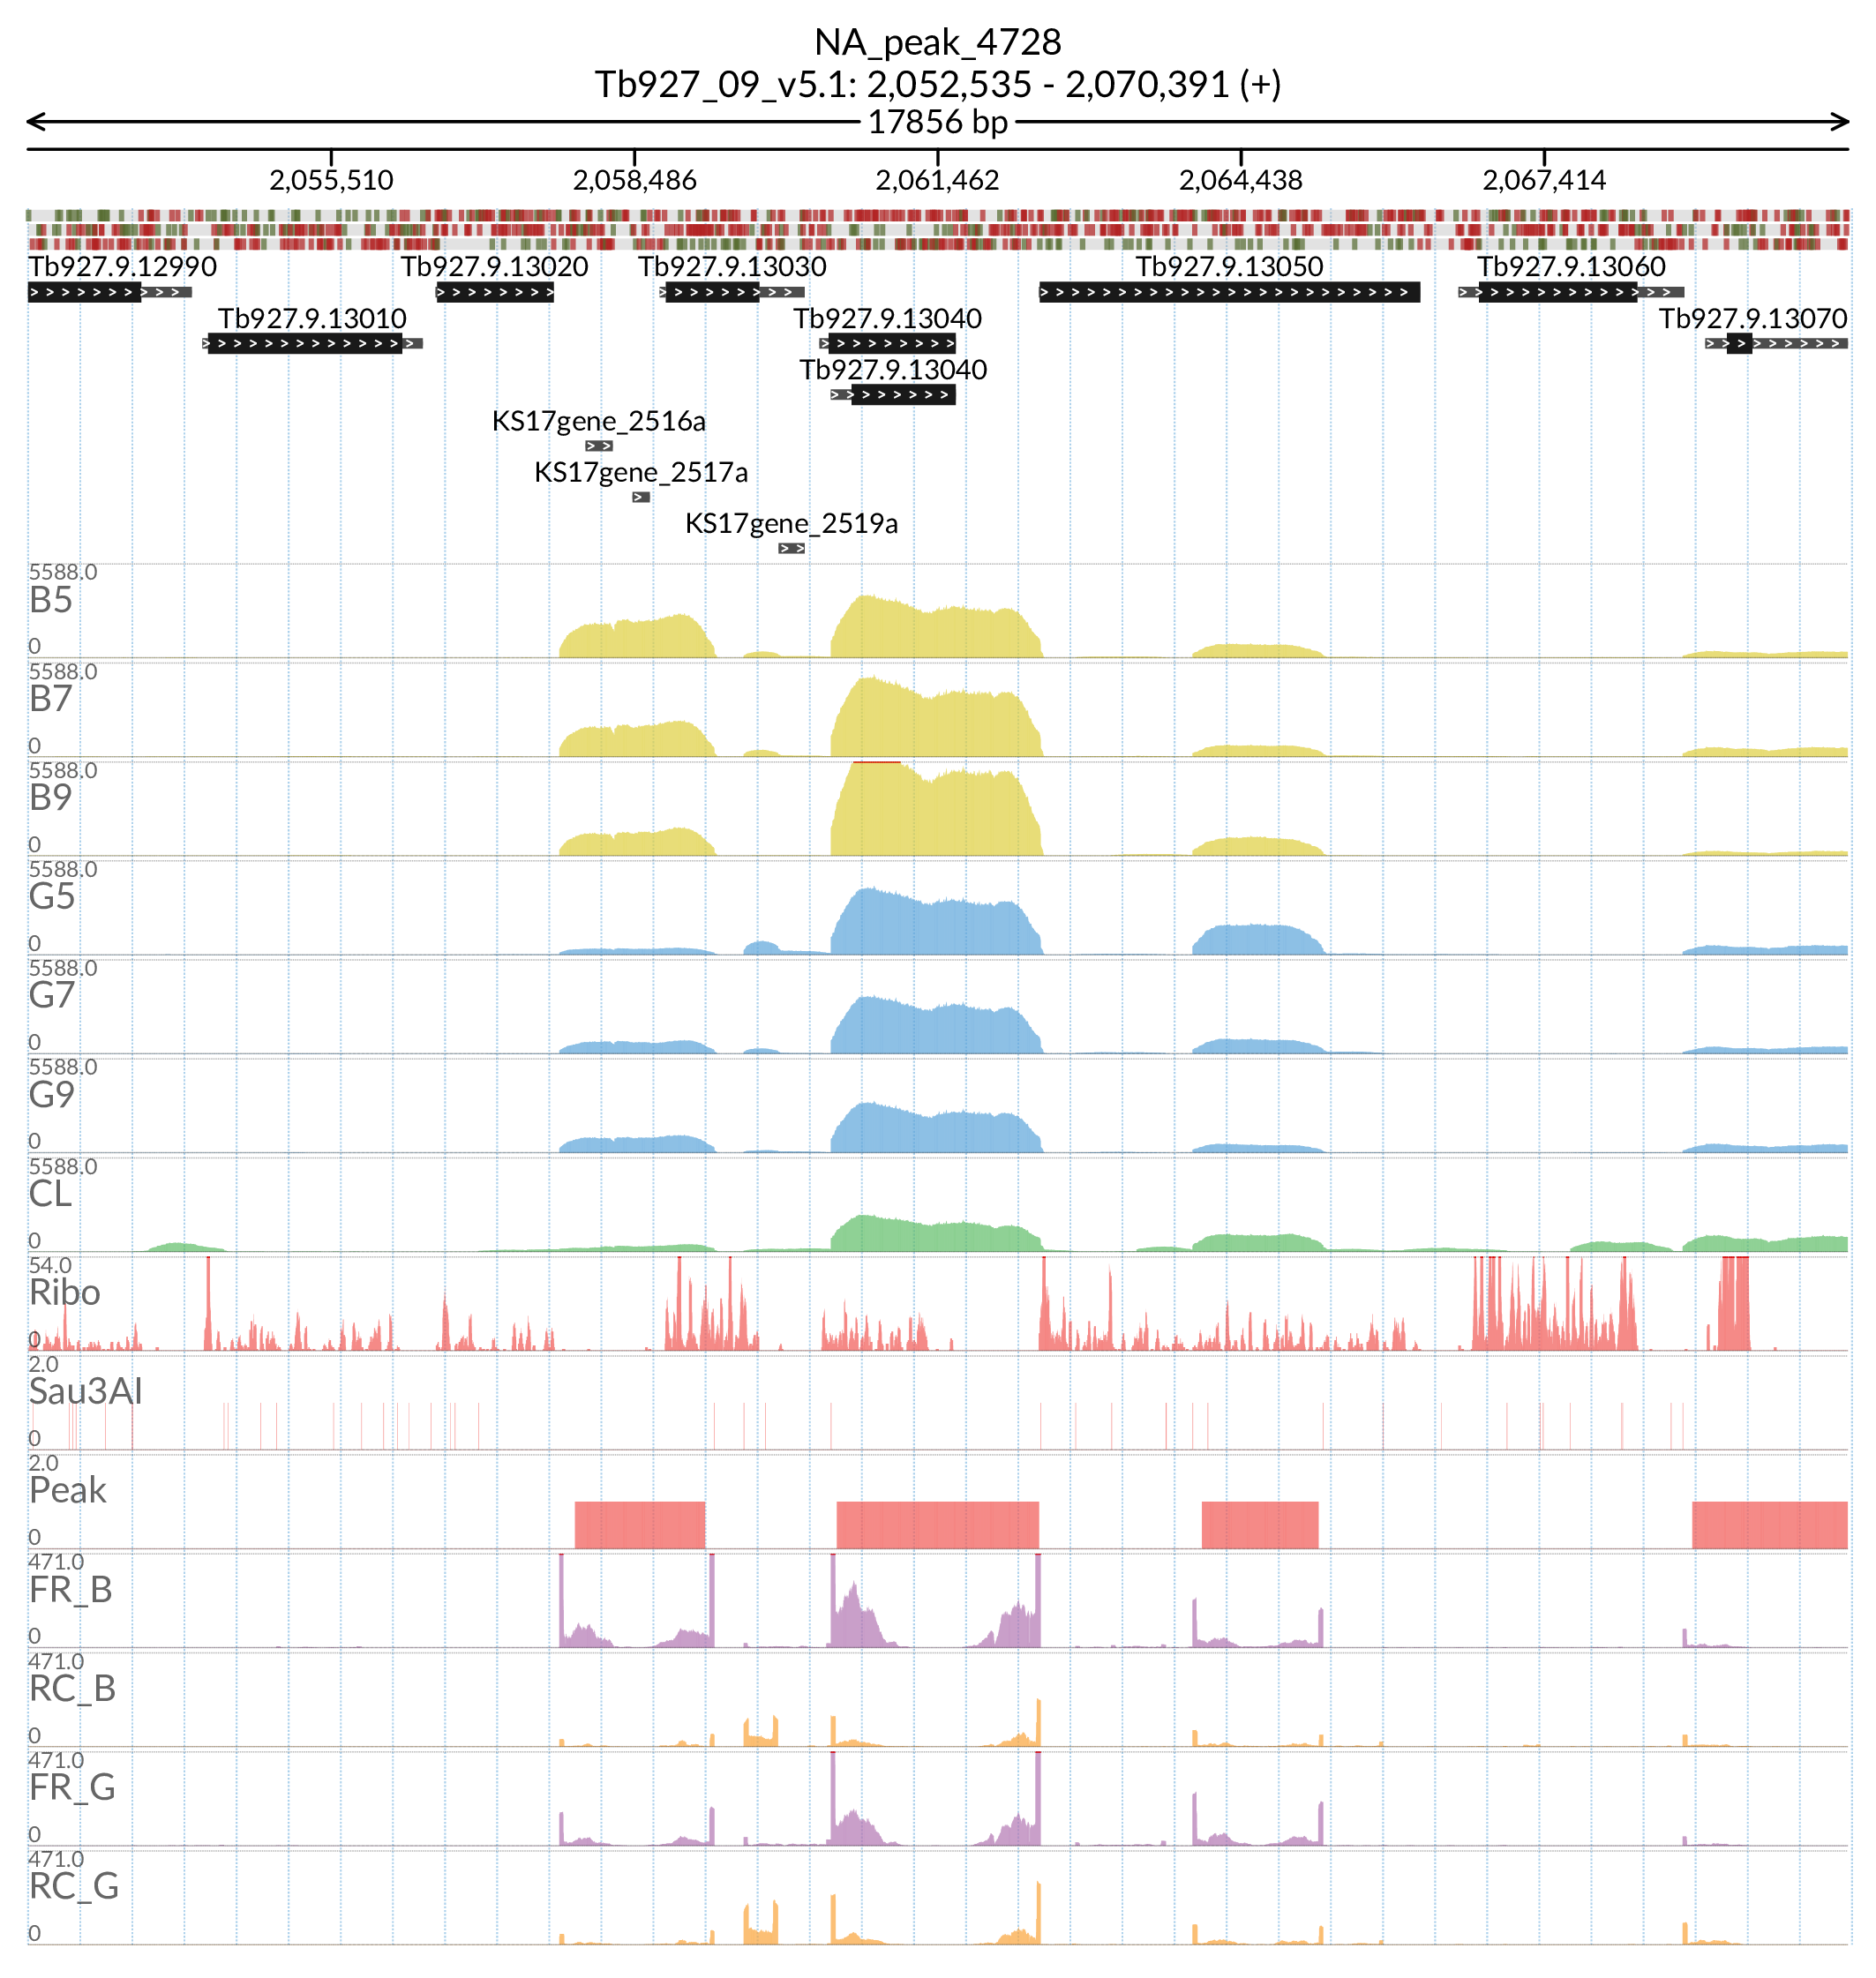 NA_peak_4728
Tb927_09_v5.1: 2,052,535 - 2,070,391 (+)
17856 bp
2,055,510 2,058,486 2,061,462 2,064,438 2,067,414
Tb927.9.12990 Tb927.9.13020 Tb927.9.13030 Tb927.9.13050 Tb927.9.13060
Tb927.9.13010 Tb927.9.13040 Tb927.9.13070
Tb927.9.13040
KS17gene_2516a
KS17gene_2517a
KS17gene_2519a
5588.0
B5
0
5588.0
B7
0
5588.0
B9
0
5588.0
G5
0
5588.0
G7
0
5588.0
G9
0
5588.0
CL
0
54.0
Ribo
0
2.0
Sau3AI
0
2.0
Peak
0
471.0
FR_B
0
471.0
RC_B
0
471.0
FR_G
0
471.0
RC_G
0